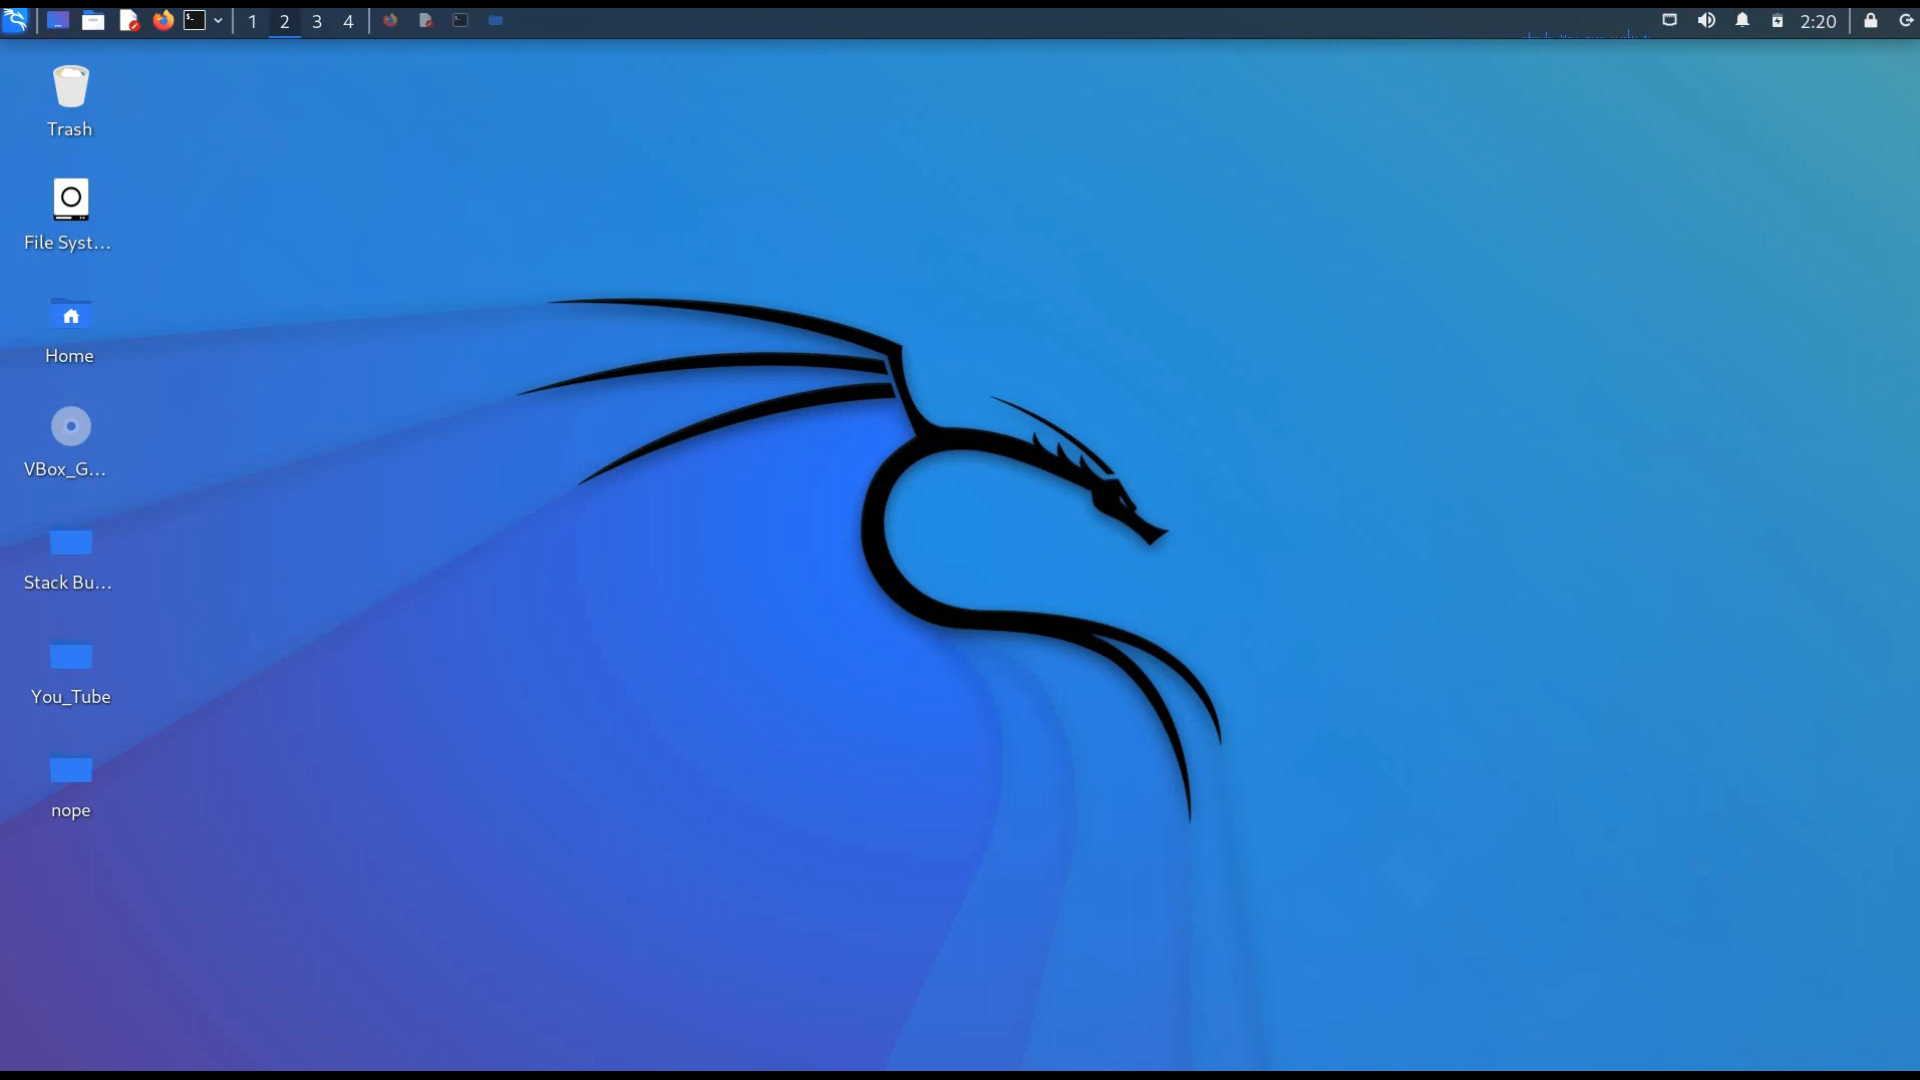 1 2 3 4 2:20
Trash
File Syst...
Home
VBox_G...
Stack Bu...
You_Tube
nope